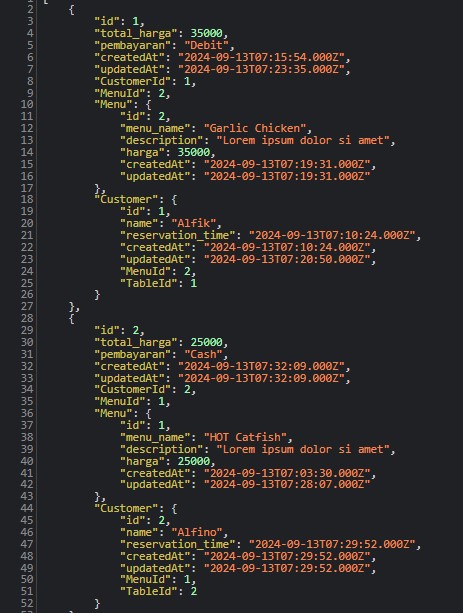 1 [
2 {
3 "id": 1,
4 "total_harga": 35000,
5 "pembayaran": "Debit",
6 "createdAt": "2024-09-13T07:15:54.000Z",
7 "updatedAt": "2024-09-13T07:23:35.000Z",
8 "CustomerId": 1,
9 "MenuId": 2,
10 "Menu": {
11 "id": 2,
12 "menu_name": "Garlic Chicken",
13 "description": "Lorem ipsum dolor si amet",
14 "harga": 35000,
15 "createdAt": "2024-09-13T07:19:31.000Z",
16 "updatedAt": "2024-09-13T07:19:31.000Z"
17 },
18 "Customer": {
19 "id": 1,
20 "name": "Alfik",
21 "reservation_time": "2024-09-13T07:10:24.000Z",
22 "createdAt": "2024-09-13T07:10:24.000Z",
23 "updatedAt": "2024-09-13T07:20:50.000Z",
24 "MenuId": 2,
25 "TableId": 1
26 }
27 },
28 {
29 "id": 2,
30 "total_harga": 25000,
31 "pembayaran": "Cash",
32 "createdAt": "2024-09-13T07:32:09.000Z",
33 "updatedAt": "2024-09-13T07:32:09.000Z",
34 "CustomerId": 2,
35 "MenuId": 1,
36 "Menu": {
37 "id": 1,
38 "menu_name": "HOT Catfish",
39 "description": "Lorem ipsum dolor si amet",
40 "harga": 25000,
41 "createdAt": "2024-09-13T07:03:30.000Z",
42 "updatedAt": "2024-09-13T07:28:07.000Z"
43 },
44 "Customer": {
45 "id": 2,
46 "name": "Alfino",
47 "reservation_time": "2024-09-13T07:29:52.000Z",
48 "createdAt": "2024-09-13T07:29:52.000Z",
49 "updatedAt": "2024-09-13T07:29:52.000Z",
50 "MenuId": 1,
51 "TableId": 2
52 }